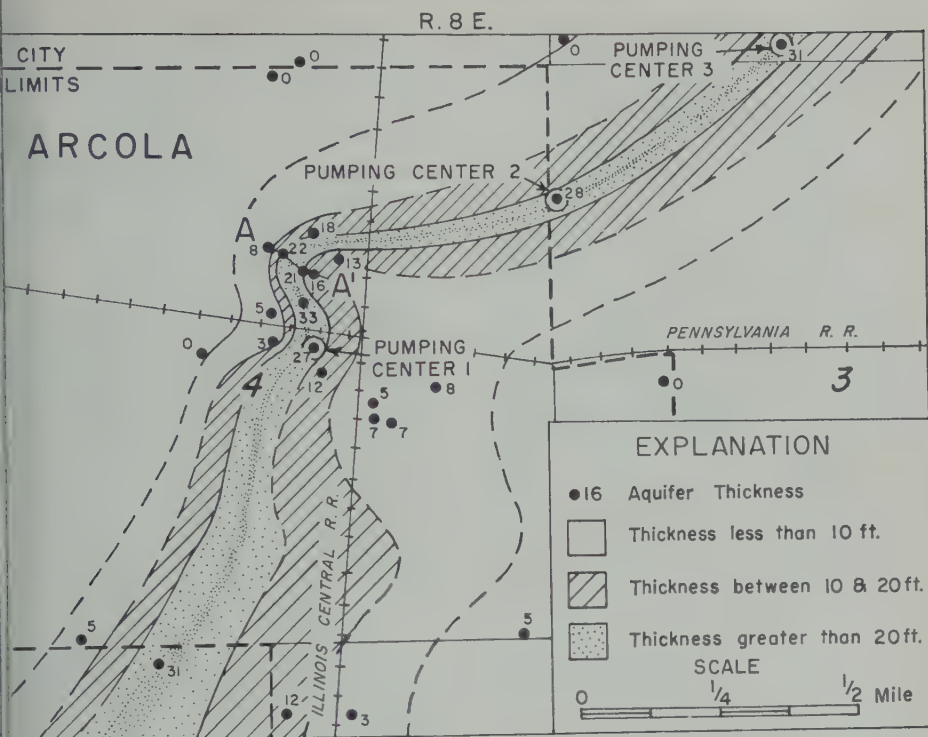 R. 8 E.
CITY
LIMITS
0
0
0
PUMPING
CENTER 3
31
ARCOLA
PUMPING CENTER 2
28
A
8
18
22
13
21
16
A'
33
5
3
0
27
PUMPING
CENTER 1
PENNSYLVANIA R. R.
4
12
8
5
7
7
0
3
ILLINOIS CENTRAL R. R.
5
31
12
3
5
EXPLANATION
16 Aquifer Thickness
Thickness less than 10 ft.
Thickness between 10 & 20 ft.
Thickness greater than 20 ft.
SCALE
0 1/4 1/2 Mile